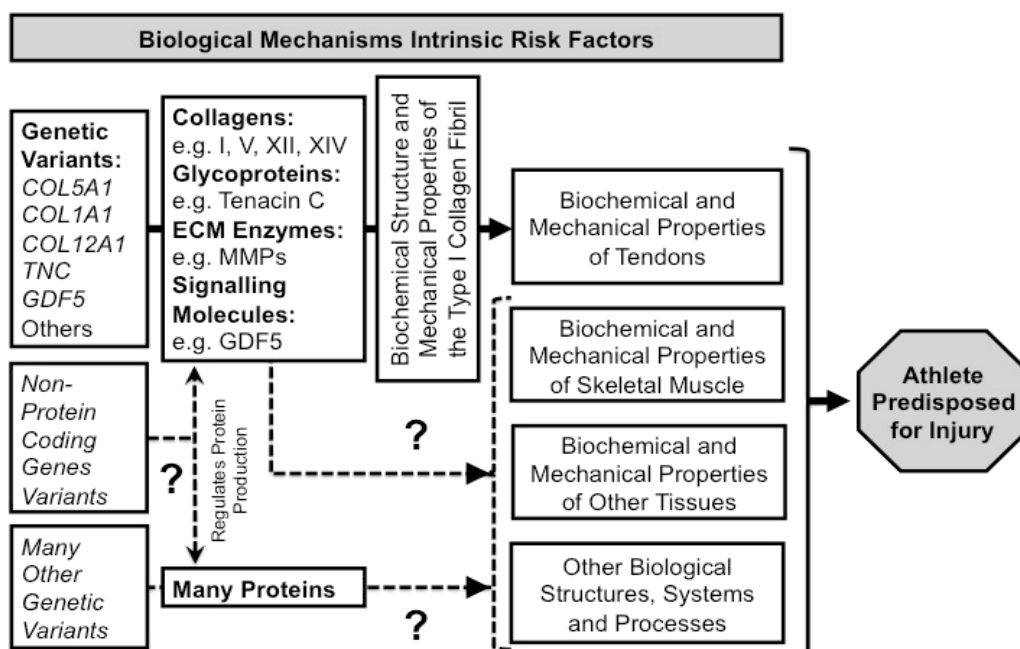 Biological Mechanisms Intrinsic Risk Factors
Genetic
Variants:
COL5A1
COL1A1
COL12A1
TNC
GDF5
Others
Collagens:
e.g. I, V, XII, XIV
Glycoproteins:
e.g. Tenacin C
ECM Enzymes:
e.g. MMPs
Signalling
Molecules:
e.g. GDF5
Biochemical Structure and
Mechanical Properties of
the Type I Collagen Fibril
Biochemical and
Mechanical Properties
of Tendons
Biochemical and
Mechanical Properties
of Skeletal Muscle
Biochemical and
Mechanical Properties
of Other Tissues
Other Biological
Structures, Systems
and Processes
Athlete
Predisposed
for Injury
Non-
Protein
Coding
Genes
Variants
?
Regulates Protein
Production
?
Many
Other
Genetic
Variants
Many Proteins
?